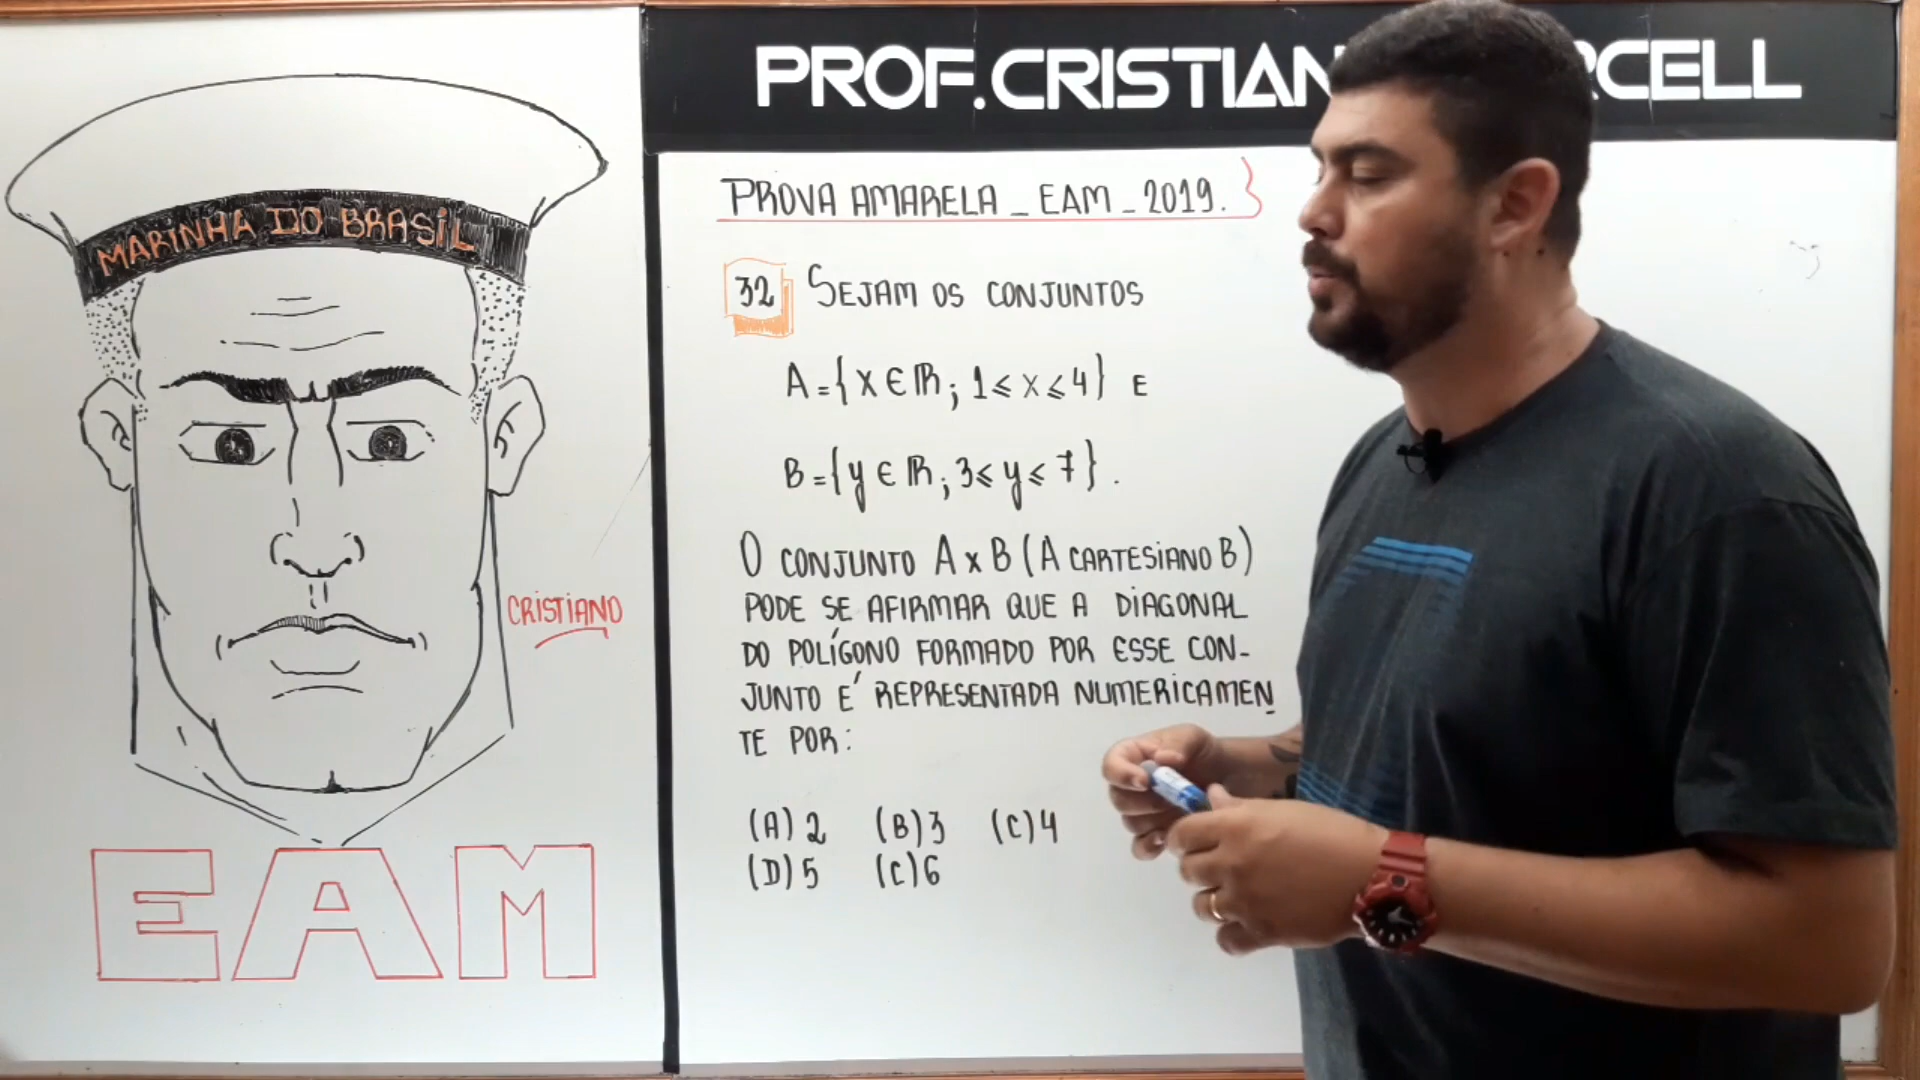 PROF.CRISTIAN RCELL
MARINHA DO BRASIL
CRISTIANO
EAM
PROVA AMARELA _ EAM _ 2019.
32 SEJAM OS CONJUNTOS
A={x∈ℝ; 1⩽x⩽4} E
B={y∈ℝ; 3⩽y⩽7}.
O CONJUNTO A x B (A CARTESIANO B)
PODE SE AFIRMAR QUE A DIAGONAL
DO POLÍGONO FORMADO POR ESSE CON-
JUNTO É REPRESENTADA NUMERICAMEN
TE POR:
(A) 2 (B) 3 (C) 4
(D) 5 (C) 6